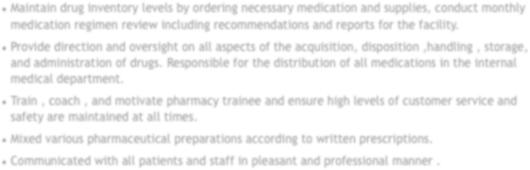 • Maintain drug inventory levels by ordering necessary medication and supplies, conduct monthly
medication regimen review including recommendations and reports for the facility.
• Provide direction and oversight on all aspects of the acquisition, disposition ,handling , storage,
and administration of drugs. Responsible for the distribution of all medications in the internal
medical department.
• Train , coach , and motivate pharmacy trainee and ensure high levels of customer service and
safety are maintained at all times.
• Mixed various pharmaceutical preparations according to written prescriptions.
• Communicated with all patients and staff in pleasant and professional manner .